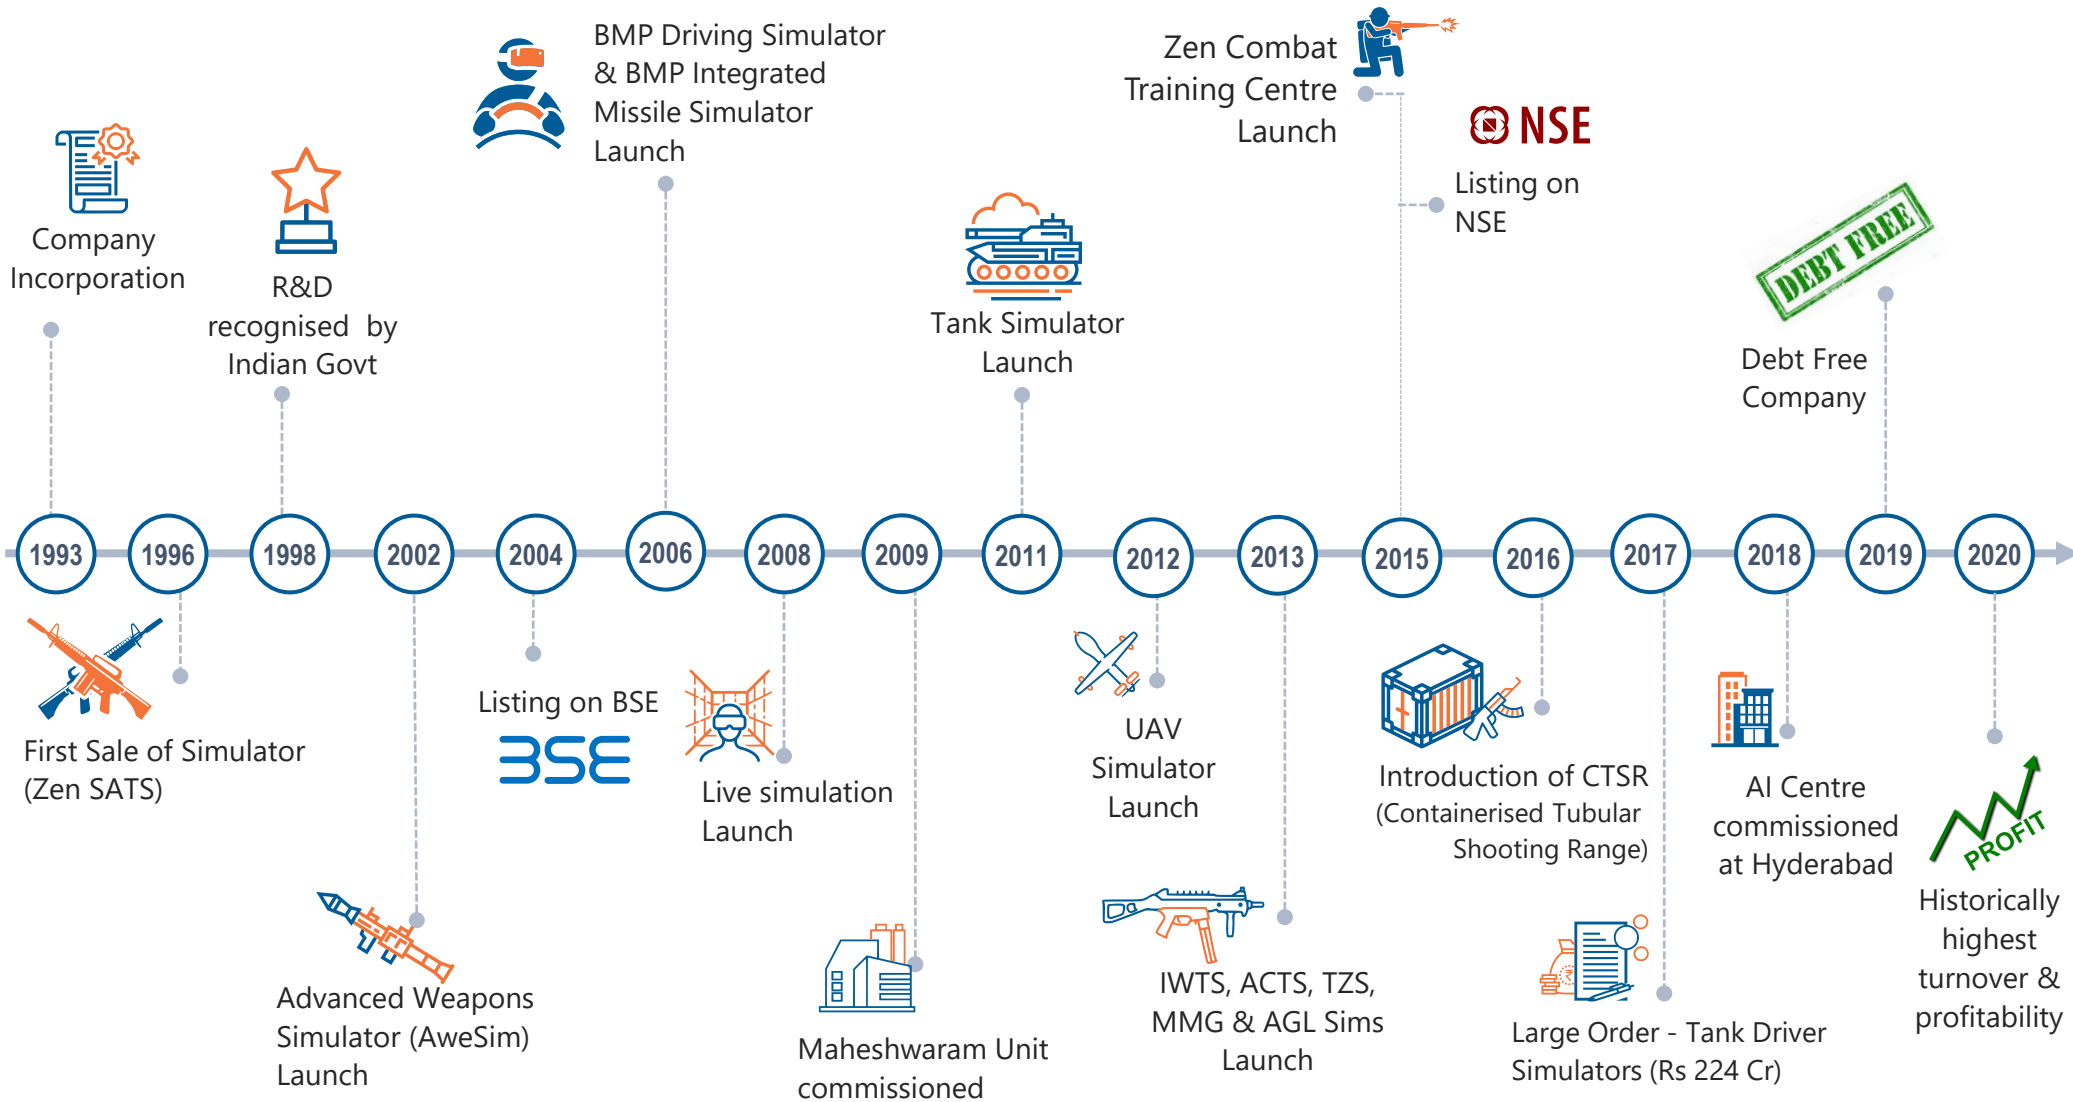 BMP Driving Simulator
& BMP Integrated
Missile Simulator
Launch
Zen Combat
Training Centre
Launch
NSE
Listing on
NSE
Company
Incorporation
R&D
recognised by
Indian Govt
Tank Simulator
Launch
DEBT FREE
Debt Free
Company
1993
1996
1998
2002
2004
2006
2008
2009
2011
2012
2013
2015
2016
2017
2018
2019
2020
First Sale of Simulator
(Zen SATS)
Advanced Weapons
Simulator (AweSim)
Launch
Listing on BSE
BSE
Live simulation
Launch
Maheshwaram Unit
commissioned
UAV
Simulator
Launch
IWTS, ACTS, TZS,
MMG & AGL Sims
Launch
Introduction of CTSR
(Containerised Tubular
Shooting Range)
₹
Large Order - Tank Driver
Simulators (Rs 224 Cr)
AI Centre
commissioned
at Hyderabad
PROFIT
Historically
highest
turnover &
profitability